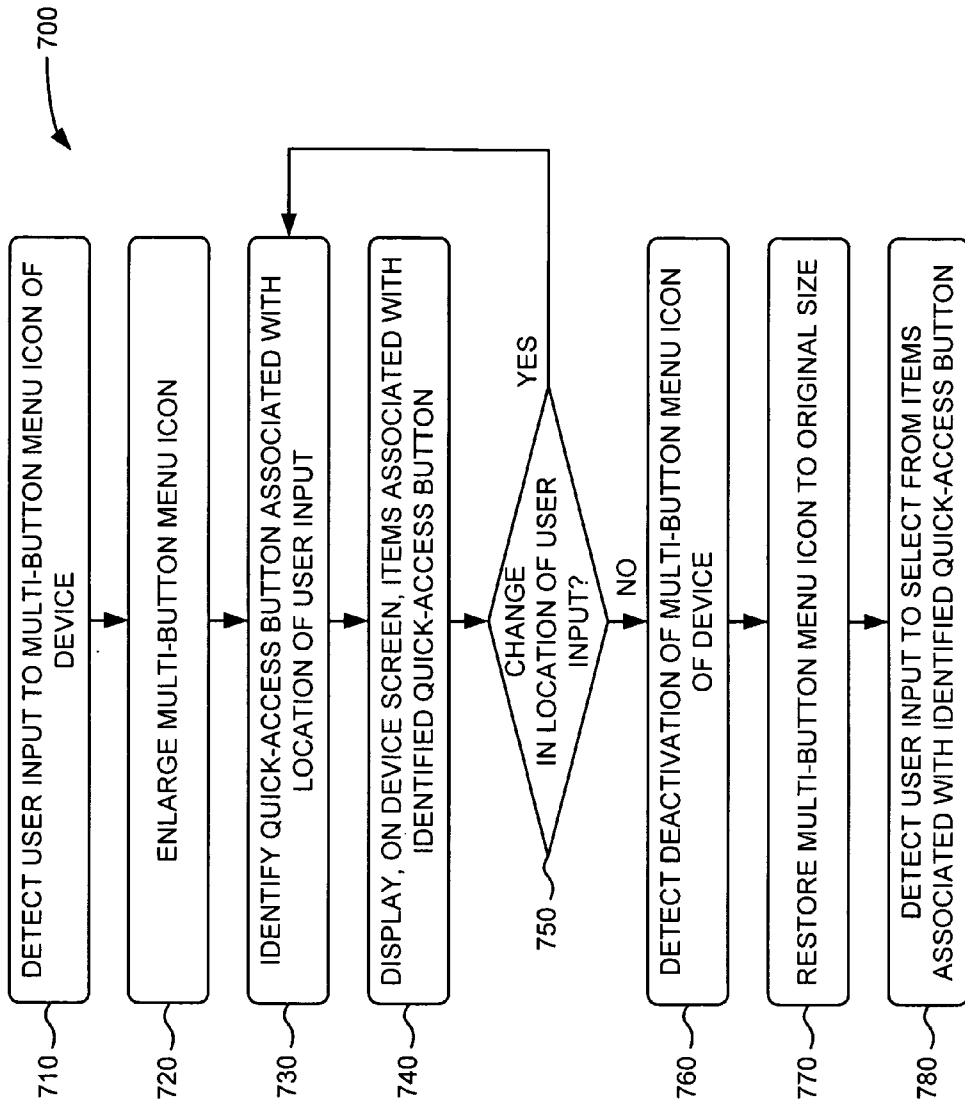 700
710
DETECT USER INPUT TO MULTI-BUTTON MENU ICON OF
DEVICE
720
ENLARGE MULTI-BUTTON MENU ICON
730
IDENTIFY QUICK-ACCESS BUTTON ASSOCIATED WITH
LOCATION OF USER INPUT
740
DISPLAY, ON DEVICE SCREEN, ITEMS ASSOCIATED WITH
IDENTIFIED QUICK-ACCESS BUTTON
750
CHANGE
IN LOCATION OF USER
INPUT?
YES
NO
760
DETECT DEACTIVATION OF MULTI-BUTTON MENU ICON
OF DEVICE
770
RESTORE MULTI-BUTTON MENU ICON TO ORIGINAL SIZE
780
DETECT USER INPUT TO SELECT FROM ITEMS
ASSOCIATED WITH IDENTIFIED QUICK-ACCESS BUTTON